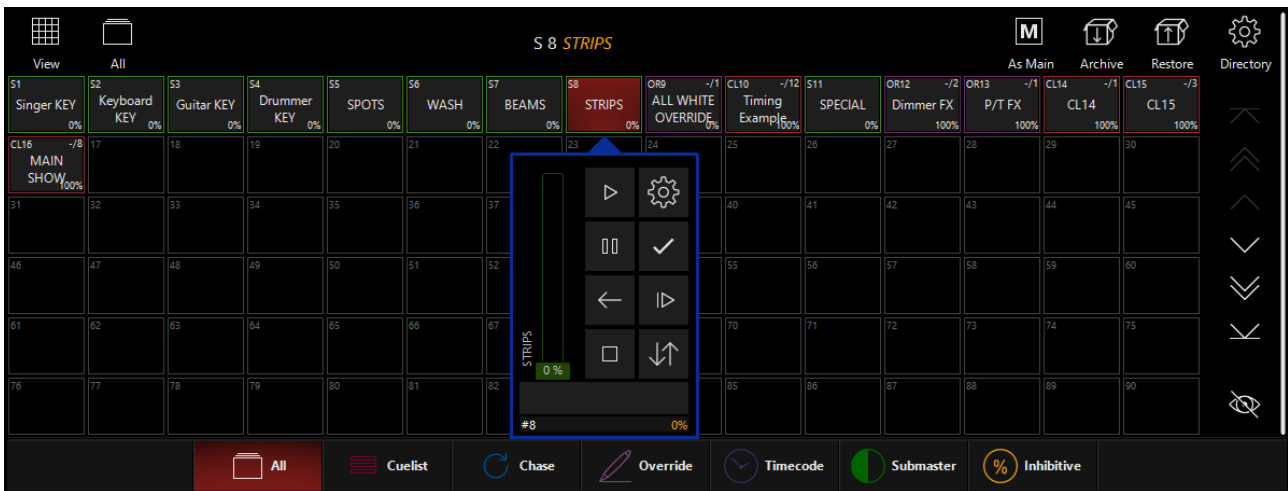 S 8 STRIPS
View
All
As Main
Archive
Restore
Directory
S1
Singer KEY
0%
S2
Keyboard
KEY
0%
S3
Guitar KEY
0%
S4
Drummer
KEY
0%
S5
SPOTS
0%
S6
WASH
0%
S7
BEAMS
0%
S8
STRIPS
0%
OR9 -/1
ALL WHITE
OVERRIDE
0%
CL10 -/12
Timing
Example
100%
S11
SPECIAL
0%
OR12 -/2
Dimmer FX
100%
OR13 -/1
P/T FX
100%
CL14 -/1
CL14
100%
CL15 -/3
CL15
100%
CL16 -/8
MAIN
SHOW
100%
17
18
19
20
21
22
23
24
25
26
27
28
29
30
31
32
33
34
35
36
37
40
41
42
43
44
45
46
47
48
49
50
51
52
55
56
57
58
59
60
61
62
63
64
65
66
67
70
71
72
73
74
75
76
77
78
79
80
81
82
85
86
87
88
89
90
STRIPS
0 %
#8
0%
All
Cuelist
Chase
Override
Timecode
Submaster
% Inhibitive